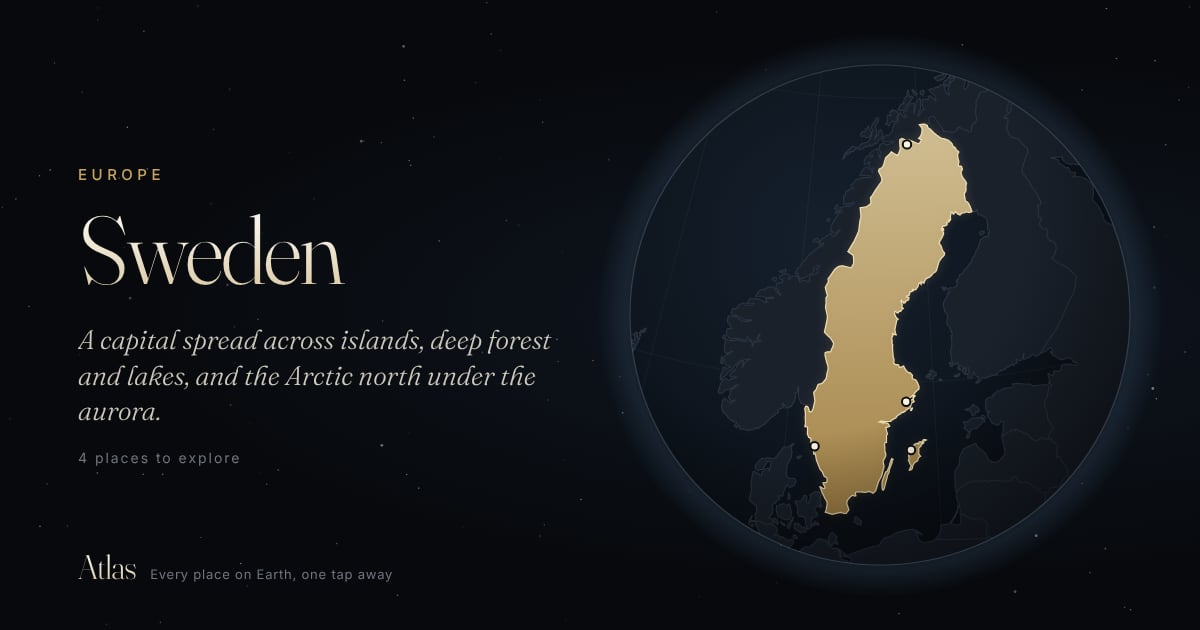 EUROPE
Sweden
A capital spread across islands, deep forest
and lakes, and the Arctic north under the
aurora.
4 places to explore
Atlas Every place on Earth, one tap away